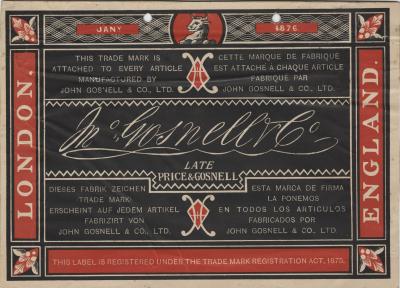 JANY
1876
THIS TRADE MARK IS
ATTACHED TO EVERY ARTICLE
MANUFACTURED BY
JOHN GOSNELL & CO., LTD.
CETTE MARQUE DE FABRIQUE
EST ATTACHE A CHAQUE ARTICLE
FABRIQUE PAR
JOHN GOSNELL & CO., LTD.
LONDON.
ENGLAND.
Jno. Gosnell & Co
LATE
PRICE & GOSNELL
DIESES FABRIK ZEICHEN
TRADE MARK
ERSCHEINT AUF JEDEM ARTIKEL
FABRIZIRT VON
JOHN GOSNELL & CO., LTD.
ESTA MARCA DE FIRMA
LA PONEMOS
EN TODOS LOS ARTICULOS
FABRICADOS POR
JOHN GOSNELL & CO., LTD.
THIS LABEL IS REGISTERED UNDER THE TRADE MARK REGISTRATION ACT, 1875.